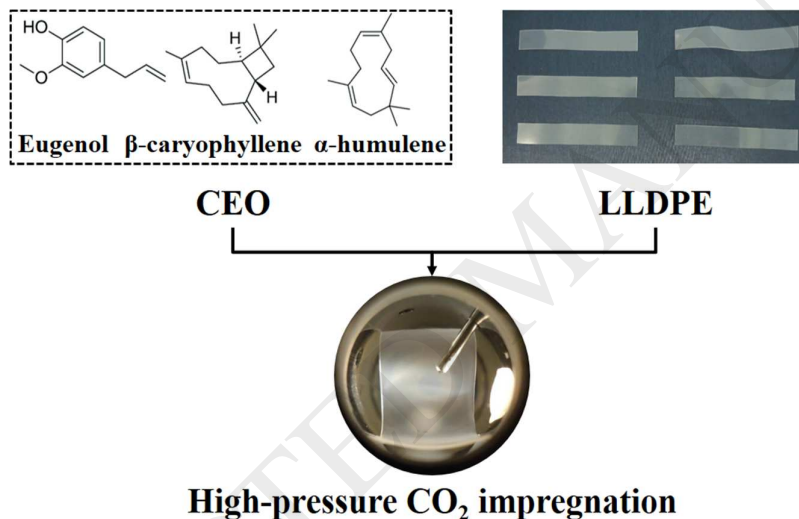 HO
O
H
H
Eugenol β-caryophyllene α-humulene
CEO
LLDPE
High-pressure CO₂ impregnation